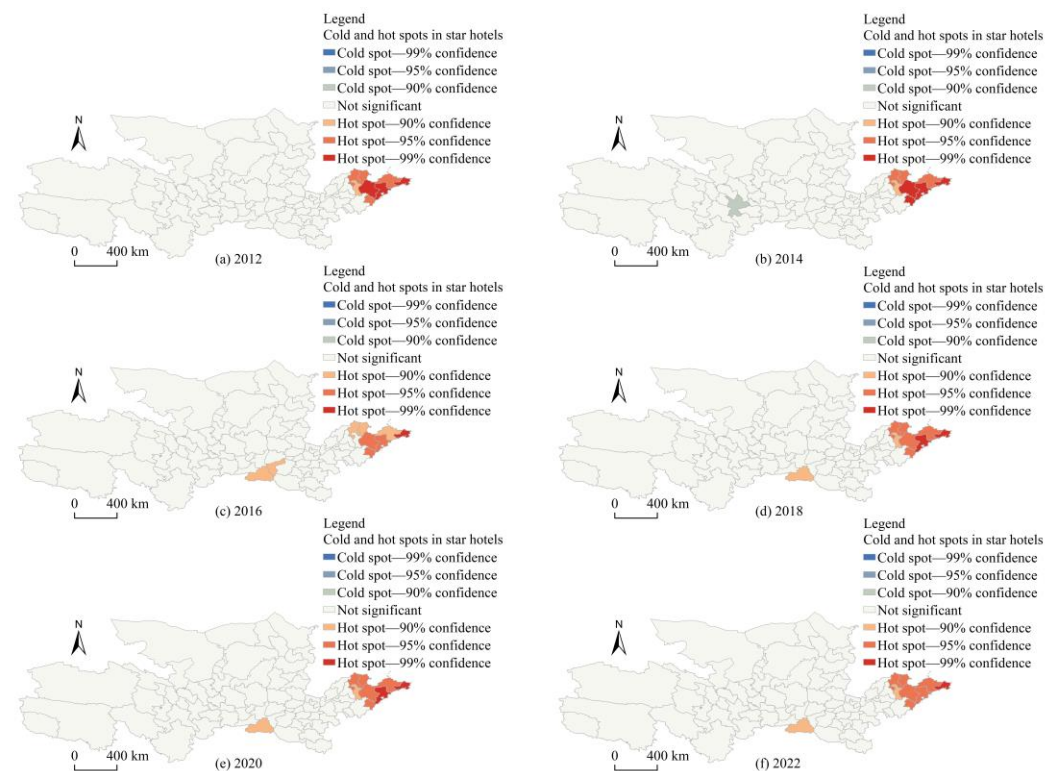 Legend
Cold and hot spots in star hotels
Cold spot—99% confidence
Cold spot—95% confidence
Cold spot—90% confidence
Not significant
Hot spot—90% confidence
Hot spot—95% confidence
Hot spot—99% confidence
N
0 400 km
(a) 2012
Legend
Cold and hot spots in star hotels
Cold spot—99% confidence
Cold spot—95% confidence
Cold spot—90% confidence
Not significant
Hot spot—90% confidence
Hot spot—95% confidence
Hot spot—99% confidence
N
0 400 km
(b) 2014
Legend
Cold and hot spots in star hotels
Cold spot—99% confidence
Cold spot—95% confidence
Cold spot—90% confidence
Not significant
Hot spot—90% confidence
Hot spot—95% confidence
Hot spot—99% confidence
N
0 400 km
(c) 2016
Legend
Cold and hot spots in star hotels
Cold spot—99% confidence
Cold spot—95% confidence
Cold spot—90% confidence
Not significant
Hot spot—90% confidence
Hot spot—95% confidence
Hot spot—99% confidence
N
0 400 km
(d) 2018
Legend
Cold and hot spots in star hotels
Cold spot—99% confidence
Cold spot—95% confidence
Cold spot—90% confidence
Not significant
Hot spot—90% confidence
Hot spot—95% confidence
Hot spot—99% confidence
N
0 400 km
(e) 2020
Legend
Cold and hot spots in star hotels
Cold spot—99% confidence
Cold spot—95% confidence
Cold spot—90% confidence
Not significant
Hot spot—90% confidence
Hot spot—95% confidence
Hot spot—99% confidence
N
0 400 km
(f) 2022